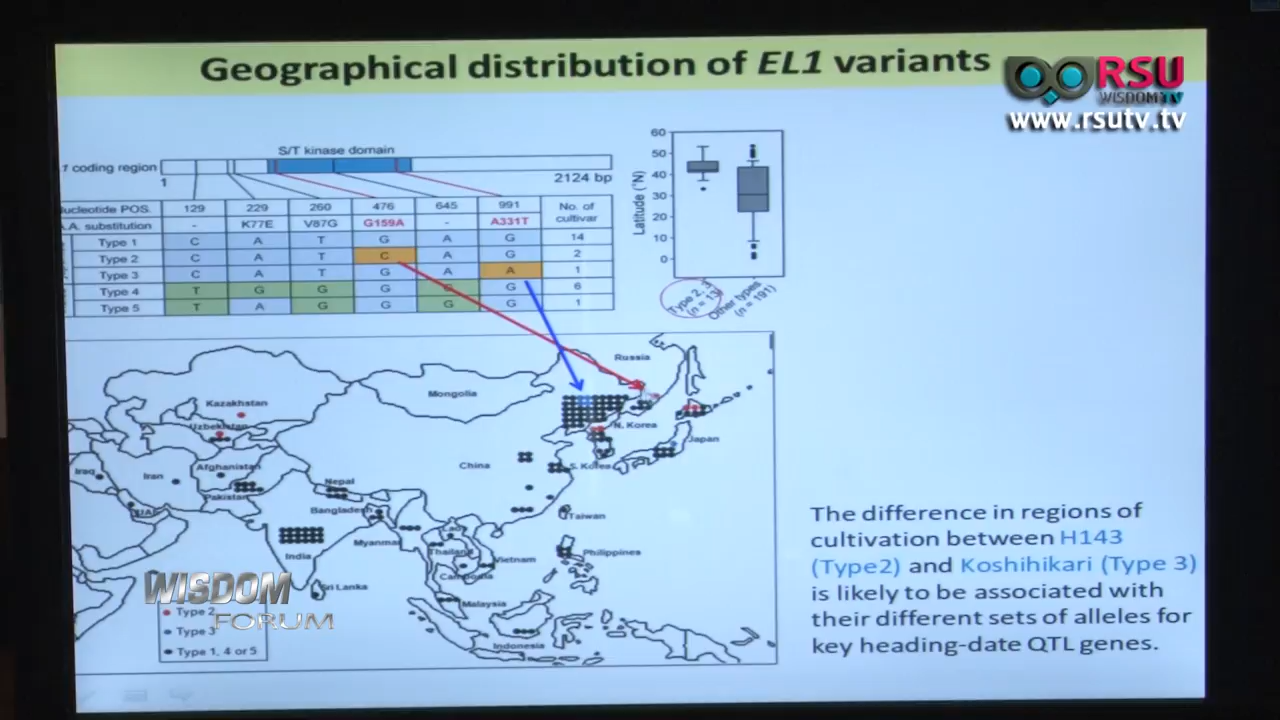 Geographical distribution of EL1 variants
RSU
WISDOM TV
www.rsutv.tv
S/T kinase domain
coding region
1
2124 bp
Nucleotide POS. 129 229 260 476 645 991 No. of cultivar
A.A. substitution - K77E V87G G159A - A331T
Type 1 C A T G A G 14
Type 2 C A T C A G 2
Type 3 C A T G A A 1
Type 4 T G G G G G 6
Type 5 T A G G G G 1
Latitude (°N)
60
50
40
30
20
10
0
Type 2, 3
(n = 13)
Other types
(n = 191)
Russia
Mongolia
Kazakhstan
Uzbekistan
N. Korea
Japan
Iraq
Iran
Afghanistan
China
S. Korea
Pakistan
Nepal
UAE
Bangladesh
Taiwan
India
Myanmar
Lao
Thailand
Vietnam
Philippines
Cambodia
Sri Lanka
Malaysia
Indonesia
WISDOM
FORUM
Type 2
Type 3
Type 1, 4 or 5
The difference in regions of
cultivation between H143
(Type2) and Koshihikari (Type 3)
is likely to be associated with
their different sets of alleles for
key heading-date QTL genes.